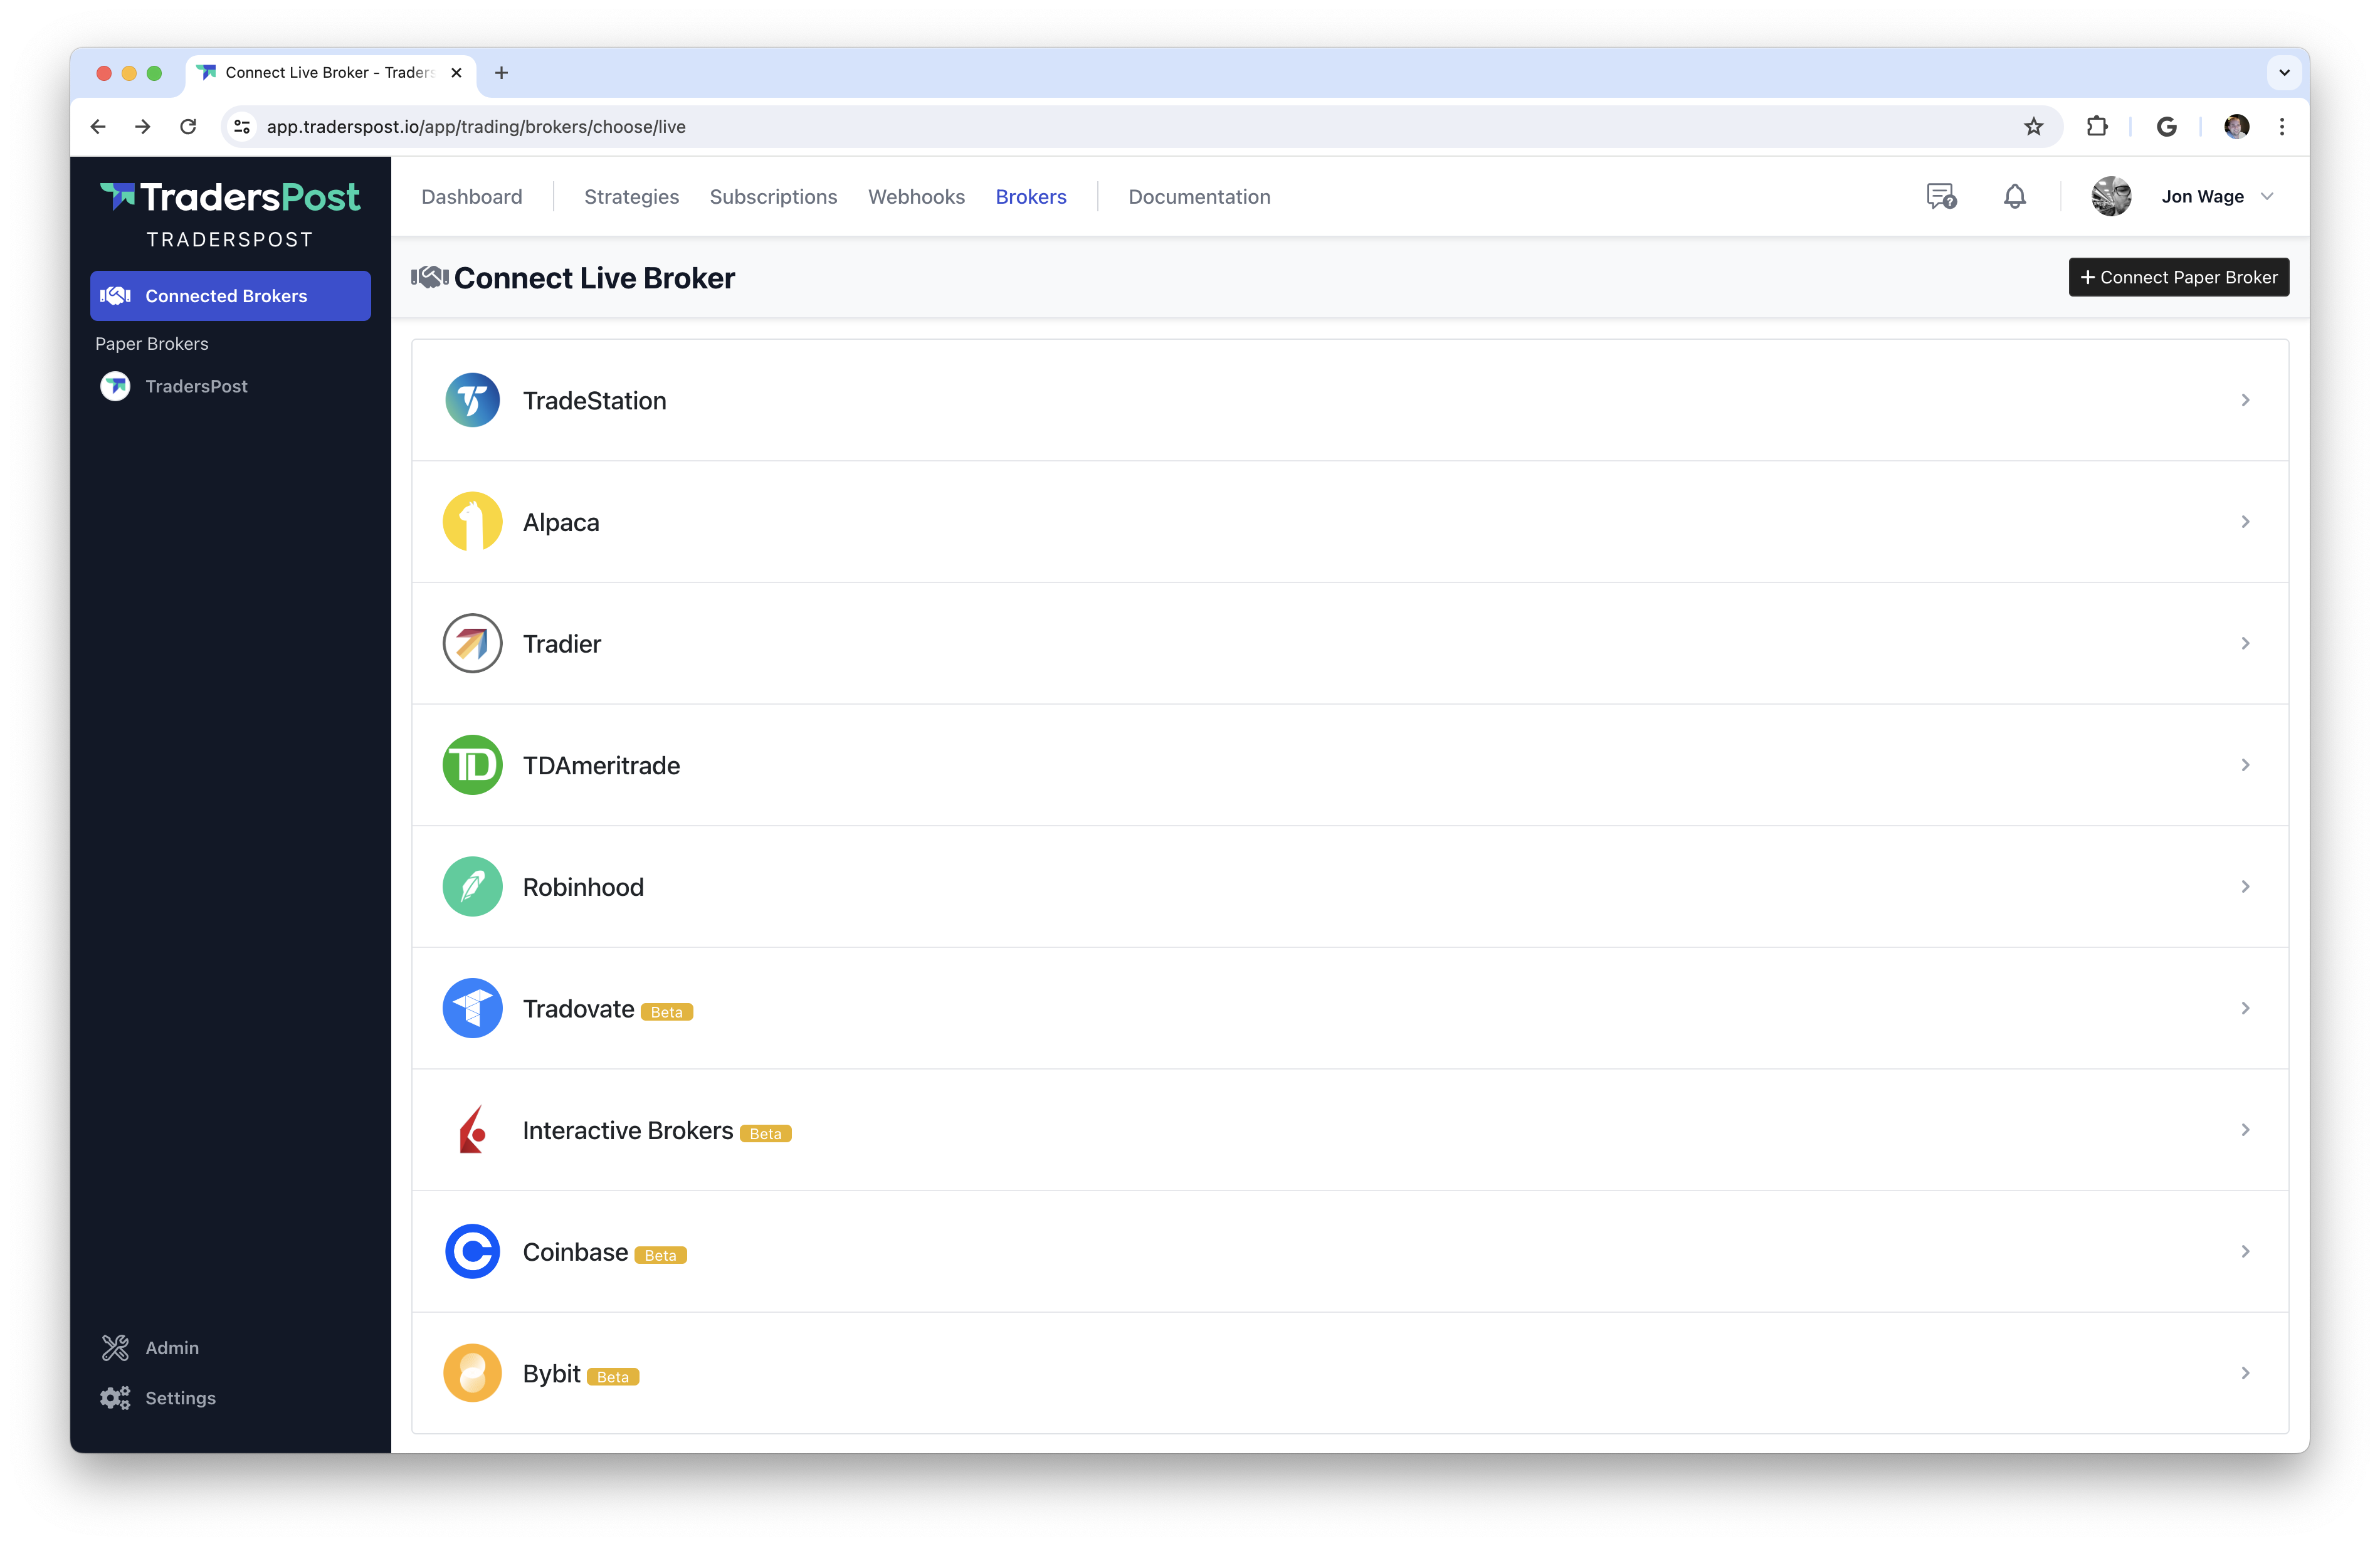 Connect Live Broker - Traders
app.traderspost.io/app/trading/brokers/choose/live
TradersPost
TRADERSPOST
Connected Brokers
Paper Brokers
TradersPost
Admin
Settings
Dashboard
Strategies
Subscriptions
Webhooks
Brokers
Documentation
Jon Wage
Connect Live Broker
+ Connect Paper Broker
TradeStation
Alpaca
Tradier
TD
TDAmeritrade
Robinhood
Tradovate Beta
Interactive Brokers Beta
Coinbase Beta
Bybit Beta